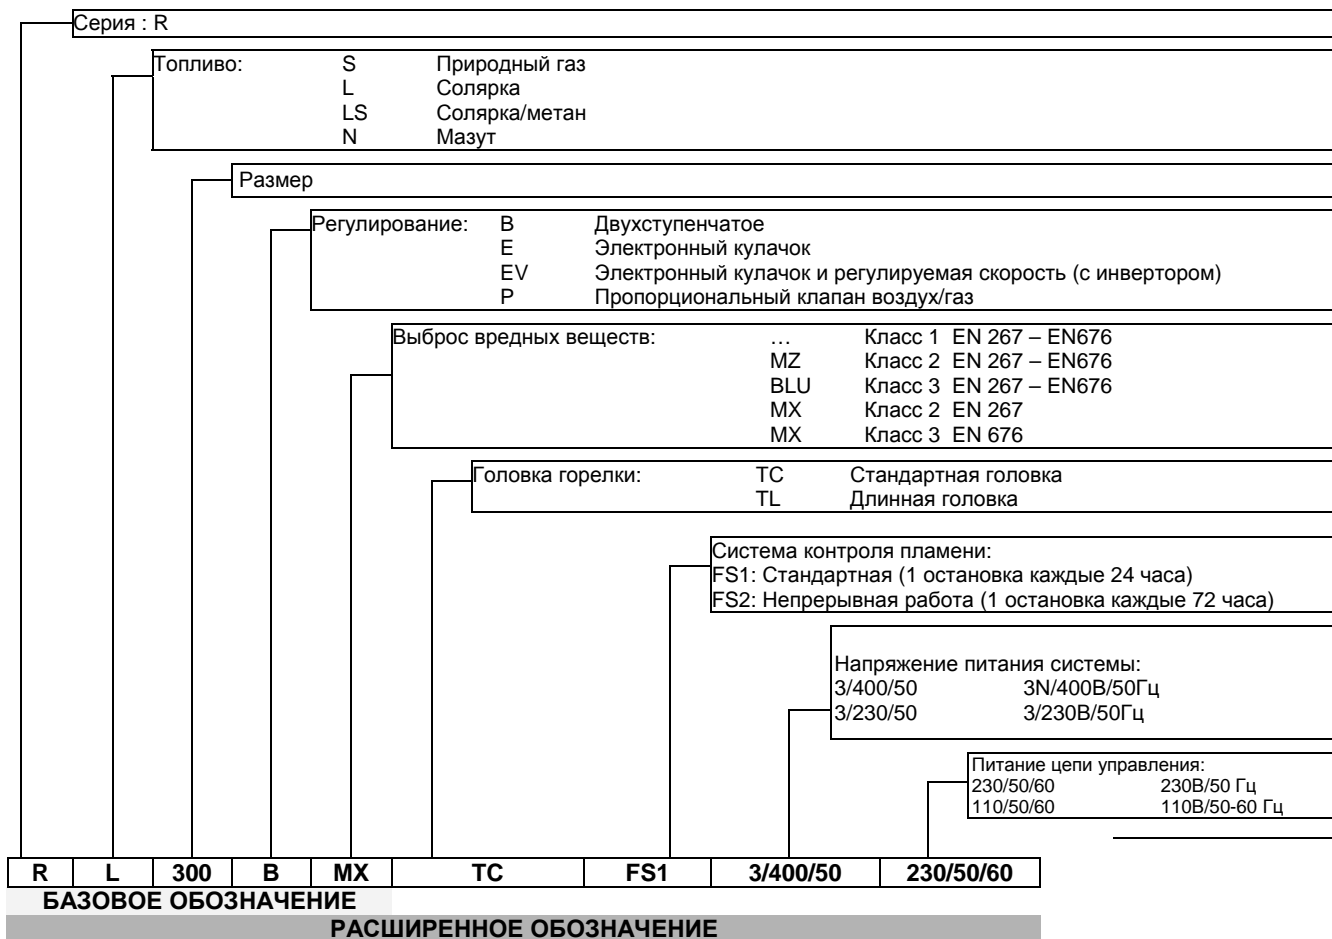 Серия : R
Топливо: S Природный газ
L Солярка
LS Солярка/метан
N Мазут
Размер
Регулирование: B Двухступенчатое
E Электронный кулачок
EV Электронный кулачок и регулируемая скорость (с инвертором)
P Пропорциональный клапан воздух/газ
Выброс вредных веществ: … Класс 1 EN 267 – EN676
MZ Класс 2 EN 267 – EN676
BLU Класс 3 EN 267 – EN676
MX Класс 2 EN 267
MX Класс 3 EN 676
Головка горелки: TC Стандартная головка
TL Длинная головка
Система контроля пламени:
FS1: Стандартная (1 остановка каждые 24 часа)
FS2: Непрерывная работа (1 остановка каждые 72 часа)
Напряжение питания системы:
3/400/50 3N/400В/50Гц
3/230/50 3/230В/50Гц
Питание цепи управления:
230/50/60 230В/50 Гц
110/50/60 110В/50-60 Гц
R L 300 B MX TC FS1 3/400/50 230/50/60
БАЗОВОЕ ОБОЗНАЧЕНИЕ
РАСШИРЕННОЕ ОБОЗНАЧЕНИЕ